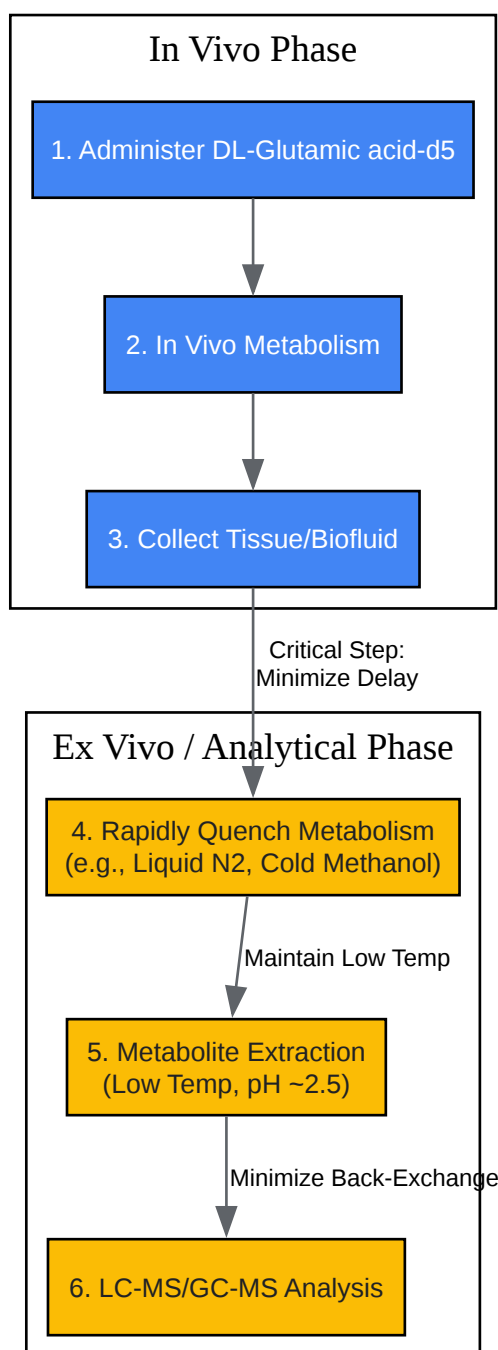 In Vivo Phase
1. Administer DL-Glutamic acid-d5
2. In Vivo Metabolism
3. Collect Tissue/Biofluid
Critical Step:
Minimize Delay
Ex Vivo / Analytical Phase
4. Rapidly Quench Metabolism
(e.g., Liquid N2, Cold Methanol)
Maintain Low Temp
5. Metabolite Extraction
(Low Temp, pH ~2.5)
Minimize Back-Exchange
6. LC-MS/GC-MS Analysis